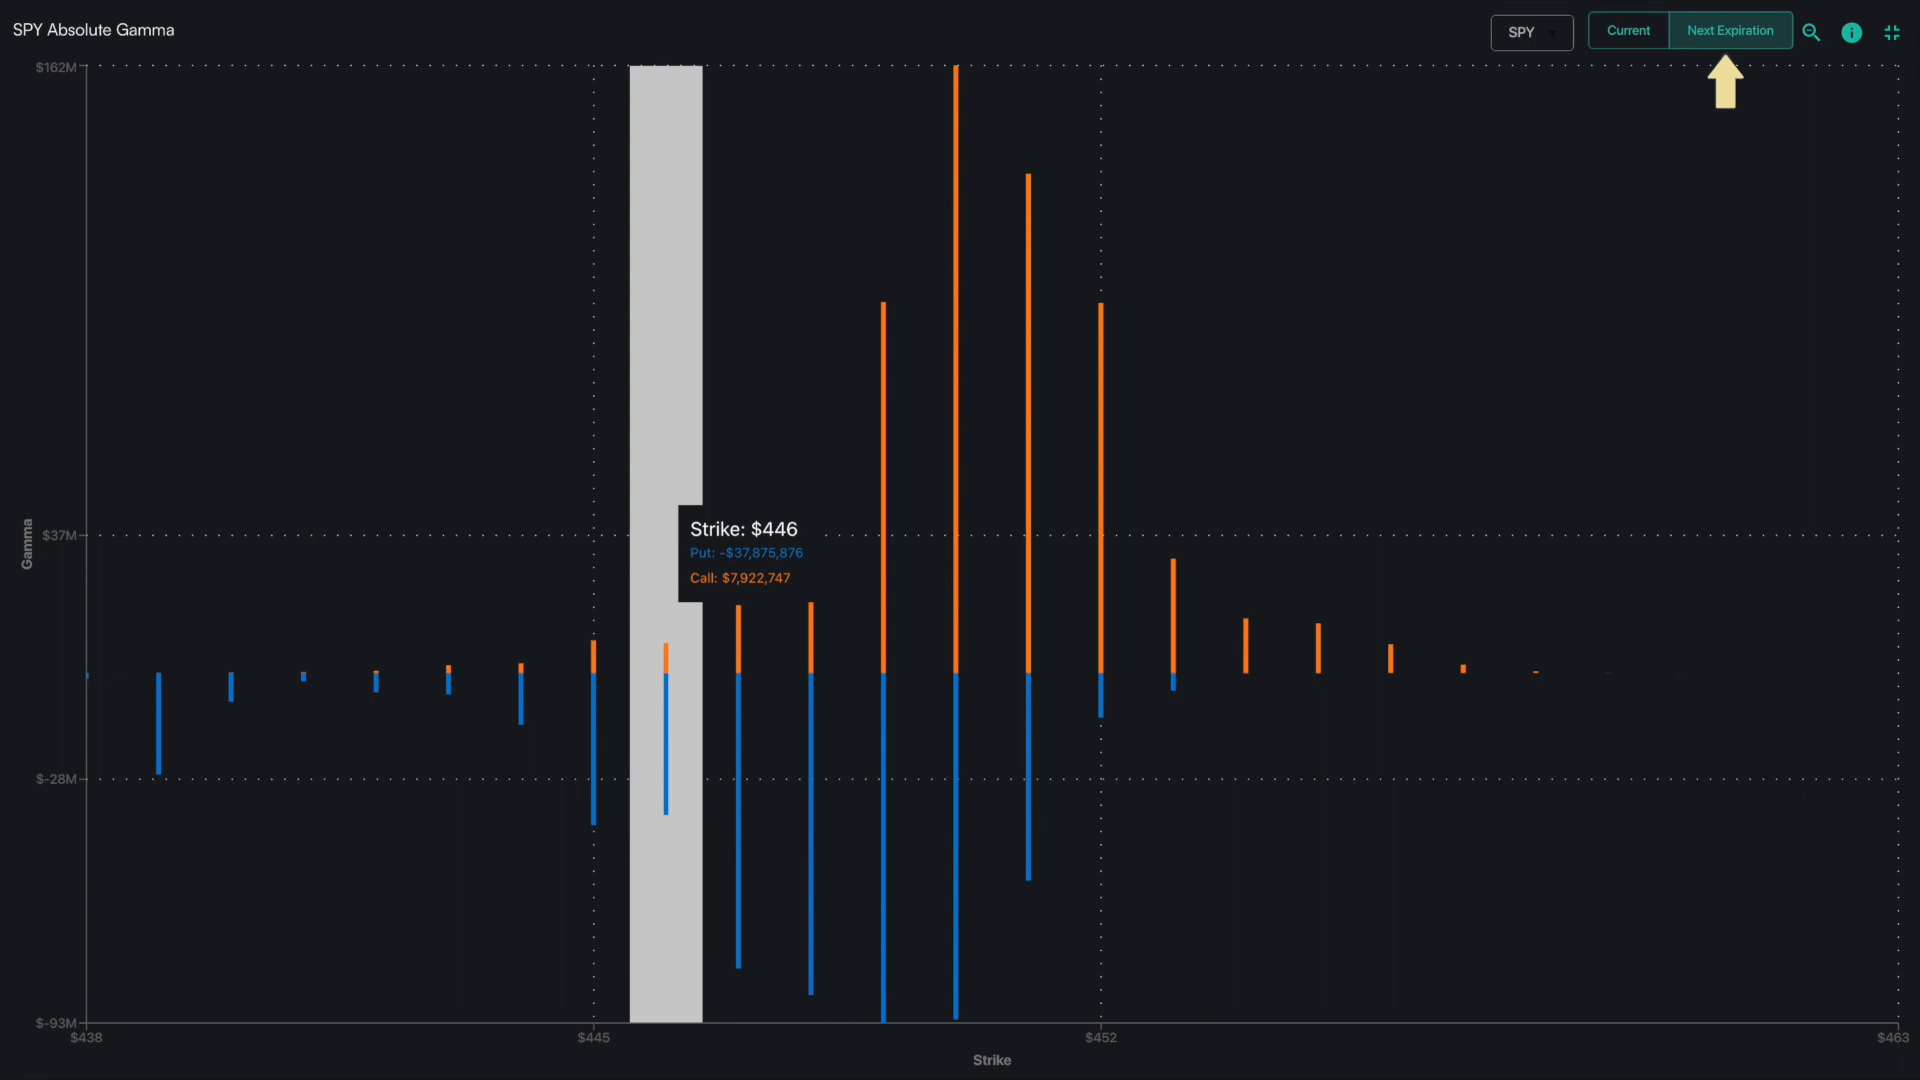 SPY Absolute Gamma
SPY
Current
Next Expiration
$162M
$37M
$-28M
$-93M
Gamma
Strike: $446
Put: -$37,875,876
Call: $7,922,747
$438
$445
$452
$463
Strike